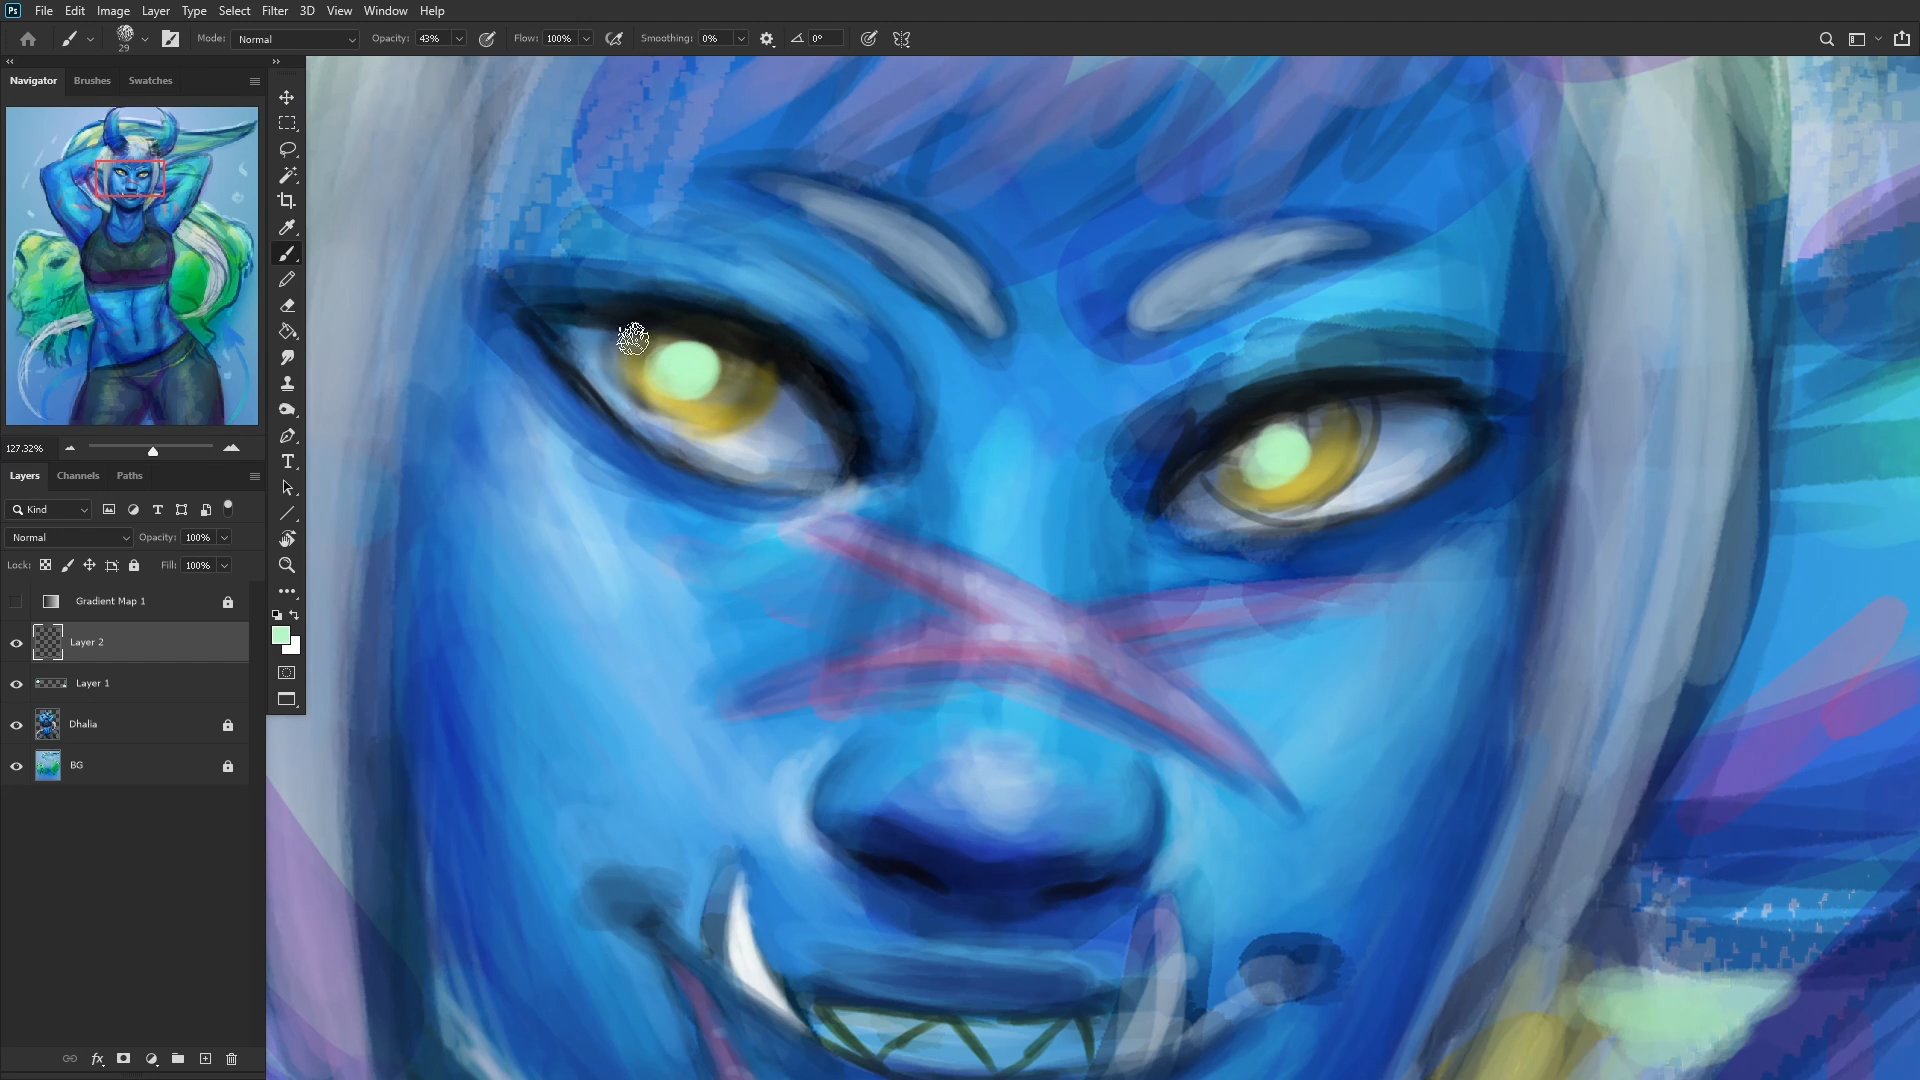 Ps File Edit Image Layer Type Select Filter 3D View Window Help
29 Mode: Normal Opacity: 43% Flow: 100% Smoothing: 0% 0°
Navigator Brushes Swatches
127.32%
Layers Channels Paths
Kind
Normal Opacity: 100%
Lock: Fill: 100%
Gradient Map 1
Layer 2
Layer 1
Dhalia
BG
fx